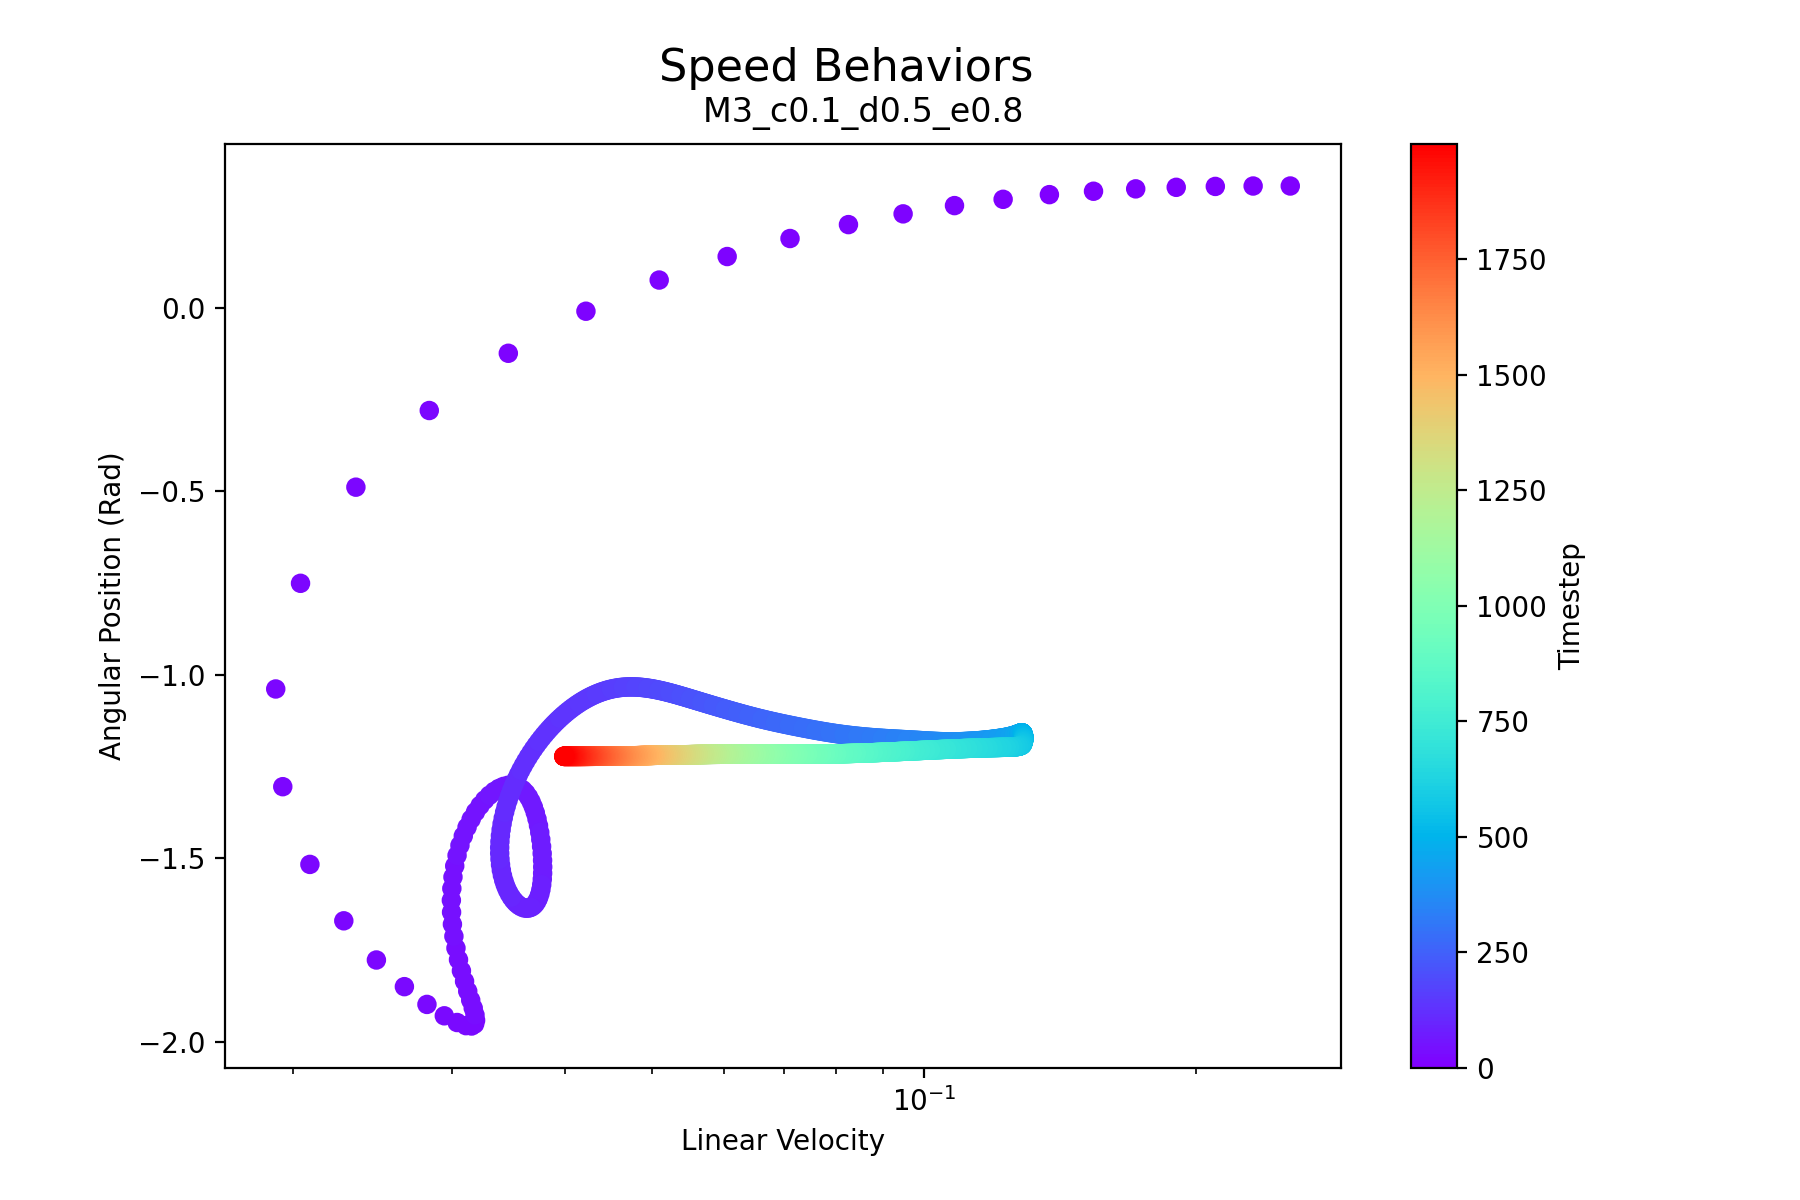 Speed Behaviors
M3_c0.1_d0.5_e0.8
Angular Position (Rad)
0.0
−0.5
−1.0
−1.5
−2.0
10⁻¹
Linear Velocity
1750
1500
1250
1000
750
500
250
0
Timestep